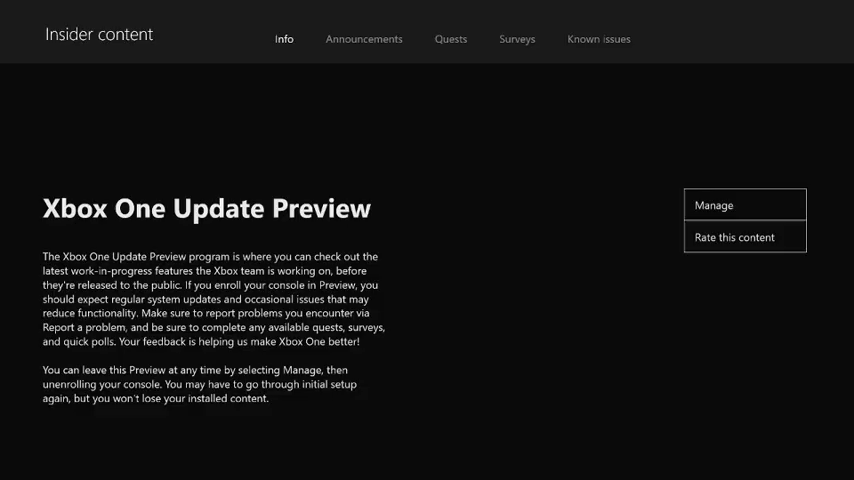 Insider content
Info
Announcements
Quests
Surveys
Known issues
Xbox One Update Preview
Manage
Rate this content
The Xbox One Update Preview program is where you can check out the
latest work-in-progress features the Xbox team is working on, before
they're released to the public. If you enroll your console in Preview, you
should expect regular system updates and occasional issues that may
reduce functionality. Make sure to report problems you encounter via
Report a problem, and be sure to complete any available quests, surveys,
and quick polls. Your feedback is helping us make Xbox One better!
You can leave this Preview at any time by selecting Manage, then
unenrolling your console. You may have to go through initial setup
again, but you won't lose your installed content.